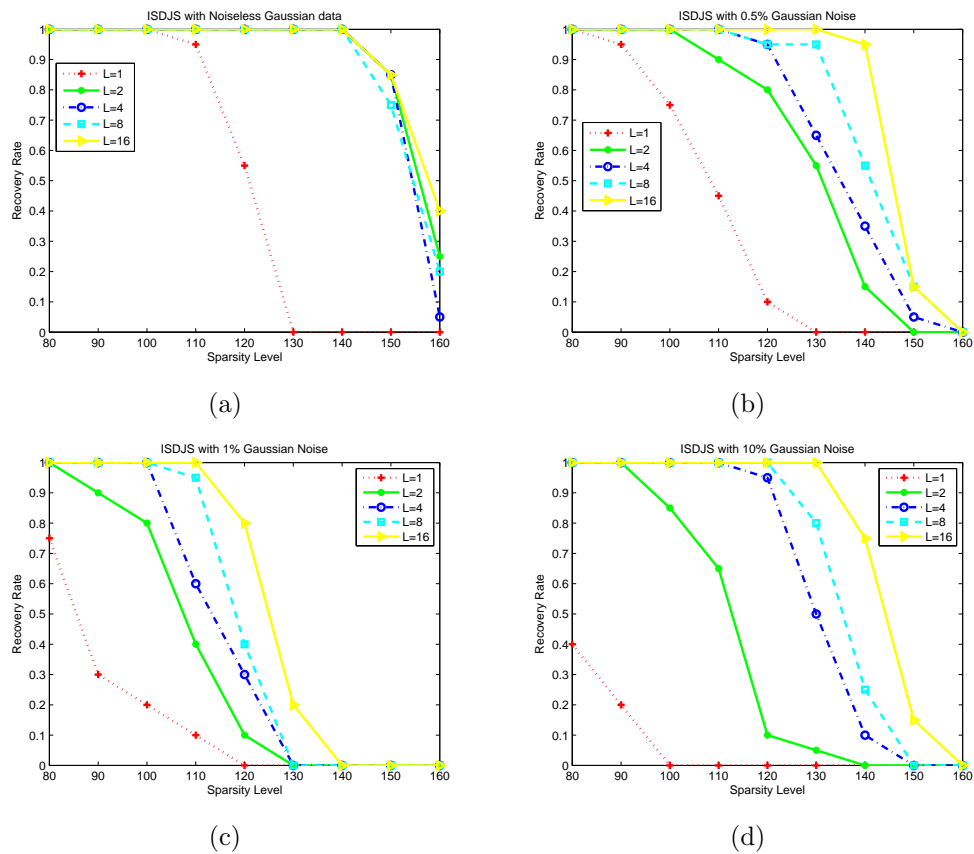 ISDJS with Noiseless Gaussian data
Recovery Rate
1
0.9
0.8
0.7
0.6
0.5
0.4
0.3
0.2
0.1
0
L=1
L=2
L=4
L=8
L=16
80 90 100 110 120 130 140 150 160
Sparsity Level
(a)
ISDJS with 0.5% Gaussian Noise
Recovery Rate
1
0.9
0.8
0.7
0.6
0.5
0.4
0.3
0.2
0.1
0
L=1
L=2
L=4
L=8
L=16
80 90 100 110 120 130 140 150 160
Sparsity Level
(b)
ISDJS with 1% Gaussian Noise
Recovery Rate
1
0.9
0.8
0.7
0.6
0.5
0.4
0.3
0.2
0.1
0
L=1
L=2
L=4
L=8
L=16
80 90 100 110 120 130 140 150 160
Sparsity Level
(c)
ISDJS with 10% Gaussian Noise
Recovery Rate
1
0.9
0.8
0.7
0.6
0.5
0.4
0.3
0.2
0.1
0
L=1
L=2
L=4
L=8
L=16
80 90 100 110 120 130 140 150 160
Sparsity Level
(d)